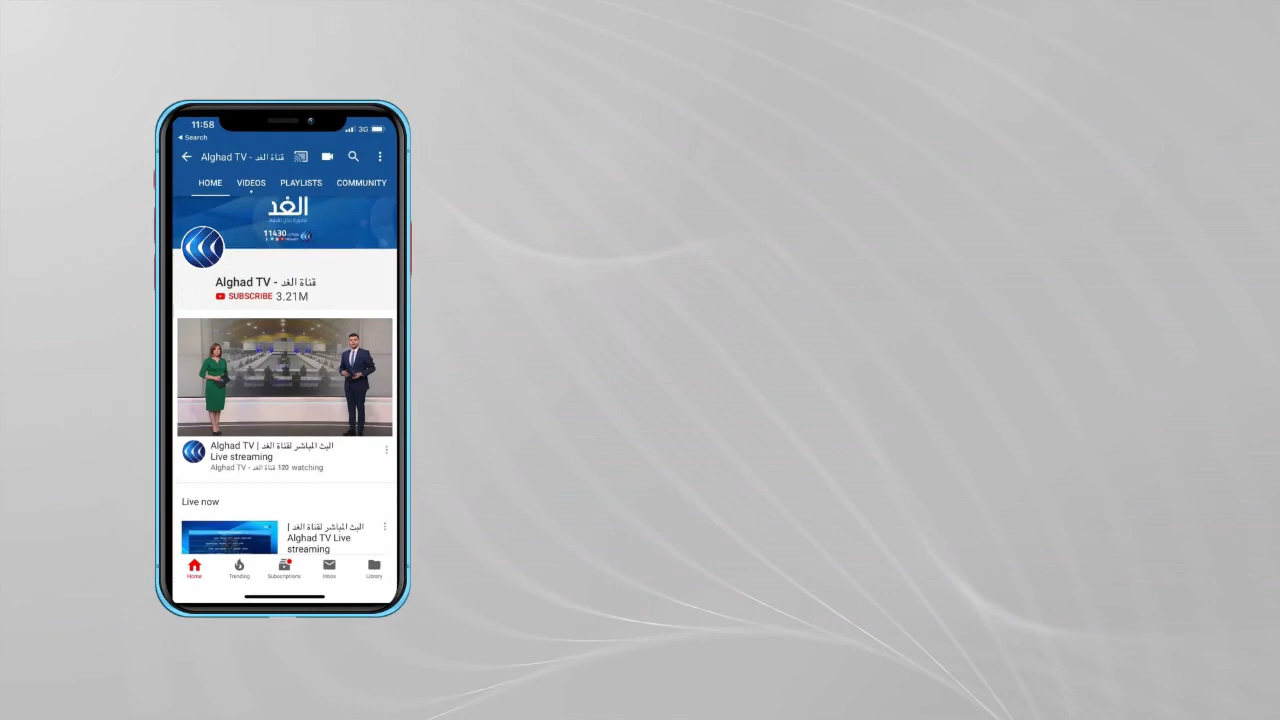 11:58
3G
Search
Alghad TV - قناة الغد
HOME VIDEOS PLAYLISTS COMMUNITY
الغد
11430
Alghad TV - قناة الغد
SUBSCRIBE 3.21M
Alghad TV | البث المباشر لقناة الغد
Live streaming
Alghad TV - قناة الغد 120 watching
Live now
البث المباشر لقناة الغد |
Alghad TV Live
streaming
Home Trending Subscriptions Inbox Library